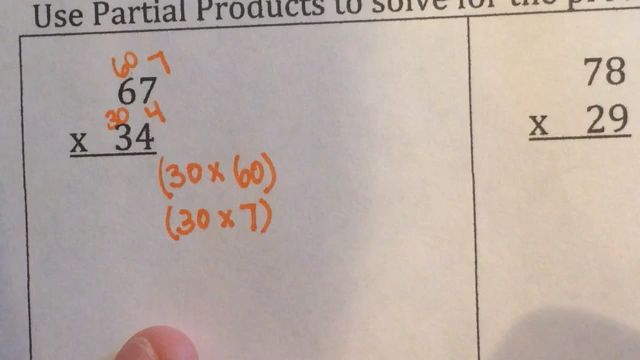 Use Partial Products to solve for the
60 7
67
30 4
x 34
(30 x 60)
(30 x 7)
78
x 29